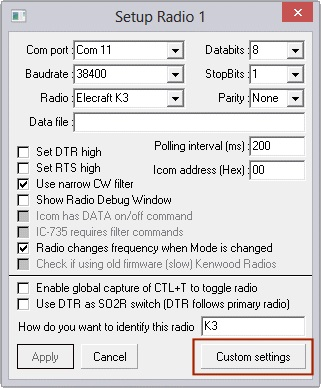 Setup Radio 1
Com port : Com 11 Databits : 8
Baudrate : 38400 StopBits : 1
Radio : Elecraft K3 Parity : None
Data file :
Set DTR high Polling interval (ms) : 200
Set RTS high Icom address (Hex) : 00
Use narrow CW filter
Show Radio Debug Window
Icom has DATA on/off command
IC-735 requires filter commands
Radio changes frequency when Mode is changed
Check if using old firmware (slow) Kenwood Radios
Enable global capture of CTL+T to toggle radio
Use DTR as SO2R switch (DTR follows primary radio)
How do you want to identify this radio K3
Apply Cancel Custom settings